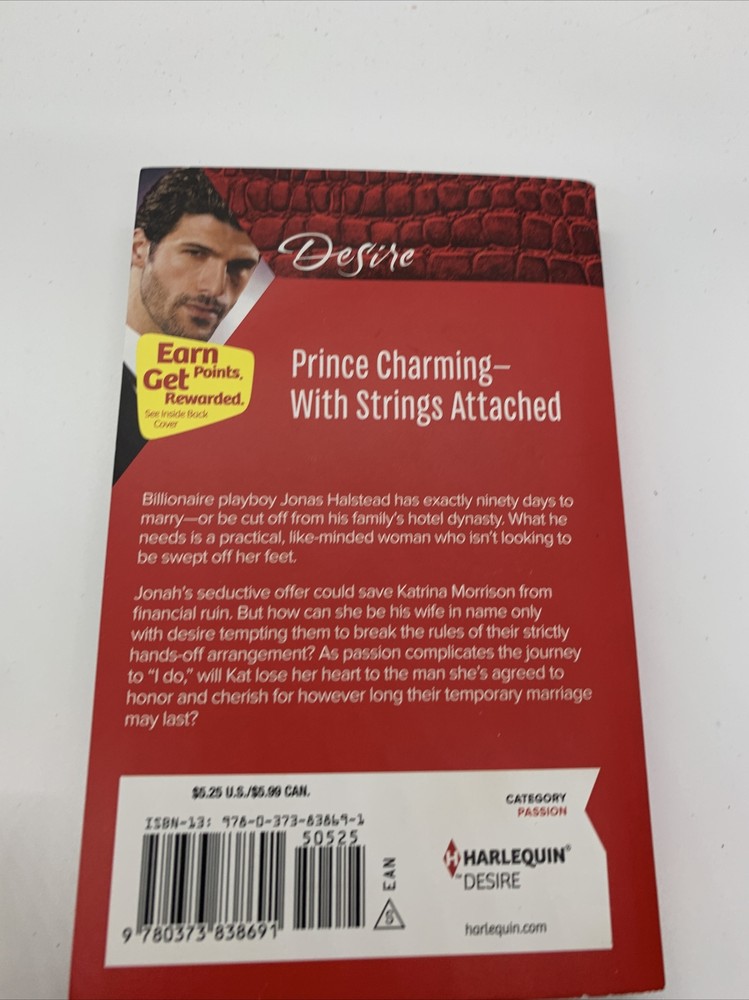 Desire
Earn
Get Points.
Rewarded.
See Inside Back
Cover
Prince Charming—
With Strings Attached
Billionaire playboy Jonas Halstead has exactly ninety days to
marry—or be cut off from his family's hotel dynasty. What he
needs is a practical, like-minded woman who isn't looking to
be swept off her feet.
Jonah's seductive offer could save Katrina Morrison from
financial ruin. But how can she be his wife in name only
with desire tempting them to break the rules of their strictly
hands-off arrangement? As passion complicates the journey
to "I do," will Kat lose her heart to the man she's agreed to
honor and cherish for however long their temporary marriage
may last?
$5.25 U.S./$5.99 CAN.
ISBN-13: 978-0-373-83869-1
50525
EAN
S
9 780373 838691
CATEGORY
PASSION
HARLEQUIN®
DESIRE
harlequin.com